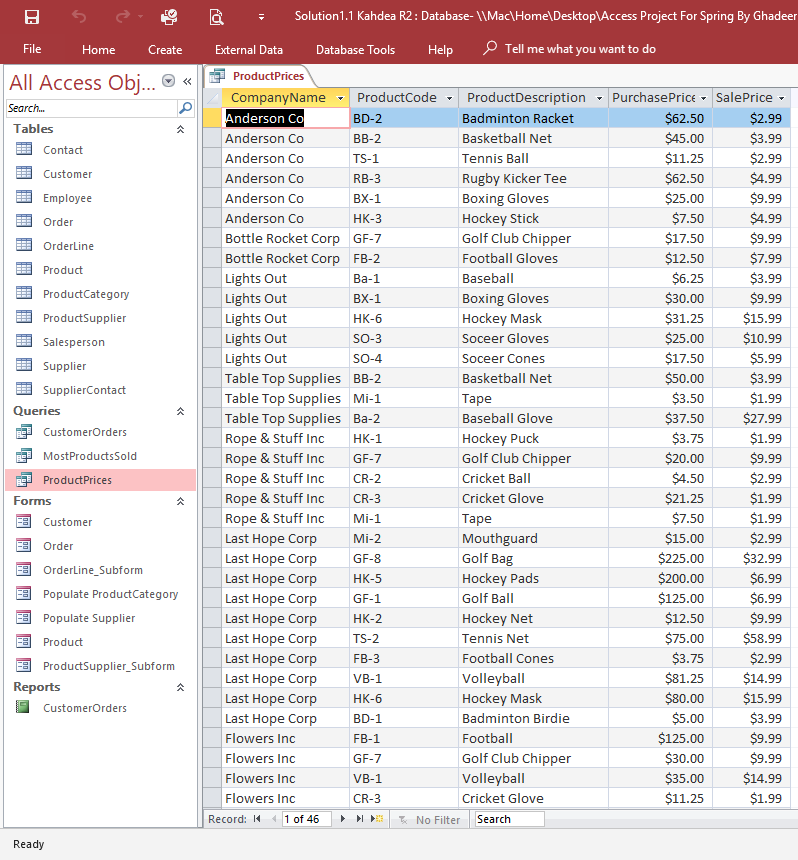 Solution1.1 Kahdea R2 : Database- \\Mac\Home\Desktop\Access Project For Spring By Ghadeer
File Home Create External Data Database Tools Help Tell me what you want to do
All Access Obj... «
Search...
Tables
Contact
Customer
Employee
Order
OrderLine
Product
ProductCategory
ProductSupplier
Salesperson
Supplier
SupplierContact
Queries
CustomerOrders
MostProductsSold
ProductPrices
Forms
Customer
Order
OrderLine_Subform
Populate ProductCategory
Populate Supplier
Product
ProductSupplier_Subform
Reports
CustomerOrders
ProductPrices
CompanyName ProductCode ProductDescription PurchasePrice SalePrice
Anderson Co BD-2 Badminton Racket $62.50 $2.99
Anderson Co BB-2 Basketball Net $45.00 $3.99
Anderson Co TS-1 Tennis Ball $11.25 $2.99
Anderson Co RB-3 Rugby Kicker Tee $62.50 $4.99
Anderson Co BX-1 Boxing Gloves $25.00 $9.99
Anderson Co HK-3 Hockey Stick $7.50 $4.99
Bottle Rocket Corp GF-7 Golf Club Chipper $17.50 $9.99
Bottle Rocket Corp FB-2 Football Gloves $12.50 $7.99
Lights Out Ba-1 Baseball $6.25 $3.99
Lights Out BX-1 Boxing Gloves $30.00 $9.99
Lights Out HK-6 Hockey Mask $31.25 $15.99
Lights Out SO-3 Soceer Gloves $25.00 $10.99
Lights Out SO-4 Soceer Cones $17.50 $5.99
Table Top Supplies BB-2 Basketball Net $50.00 $3.99
Table Top Supplies Mi-1 Tape $3.50 $1.99
Table Top Supplies Ba-2 Baseball Glove $37.50 $27.99
Rope & Stuff Inc HK-1 Hockey Puck $3.75 $1.99
Rope & Stuff Inc GF-7 Golf Club Chipper $20.00 $9.99
Rope & Stuff Inc CR-2 Cricket Ball $4.50 $2.99
Rope & Stuff Inc CR-3 Cricket Glove $21.25 $1.99
Rope & Stuff Inc Mi-1 Tape $7.50 $1.99
Last Hope Corp Mi-2 Mouthguard $15.00 $2.99
Last Hope Corp GF-8 Golf Bag $225.00 $32.99
Last Hope Corp HK-5 Hockey Pads $200.00 $6.99
Last Hope Corp GF-1 Golf Ball $125.00 $6.99
Last Hope Corp HK-2 Hockey Net $12.50 $9.99
Last Hope Corp TS-2 Tennis Net $75.00 $58.99
Last Hope Corp FB-3 Football Cones $3.75 $2.99
Last Hope Corp VB-1 Volleyball $81.25 $14.99
Last Hope Corp HK-6 Hockey Mask $80.00 $15.99
Last Hope Corp BD-1 Badminton Birdie $5.00 $3.99
Flowers Inc FB-1 Football $125.00 $9.99
Flowers Inc GF-7 Golf Club Chipper $30.00 $9.99
Flowers Inc VB-1 Volleyball $35.00 $14.99
Flowers Inc CR-3 Cricket Glove $11.25 $1.99
Record: 1 of 46 No Filter Search
Ready